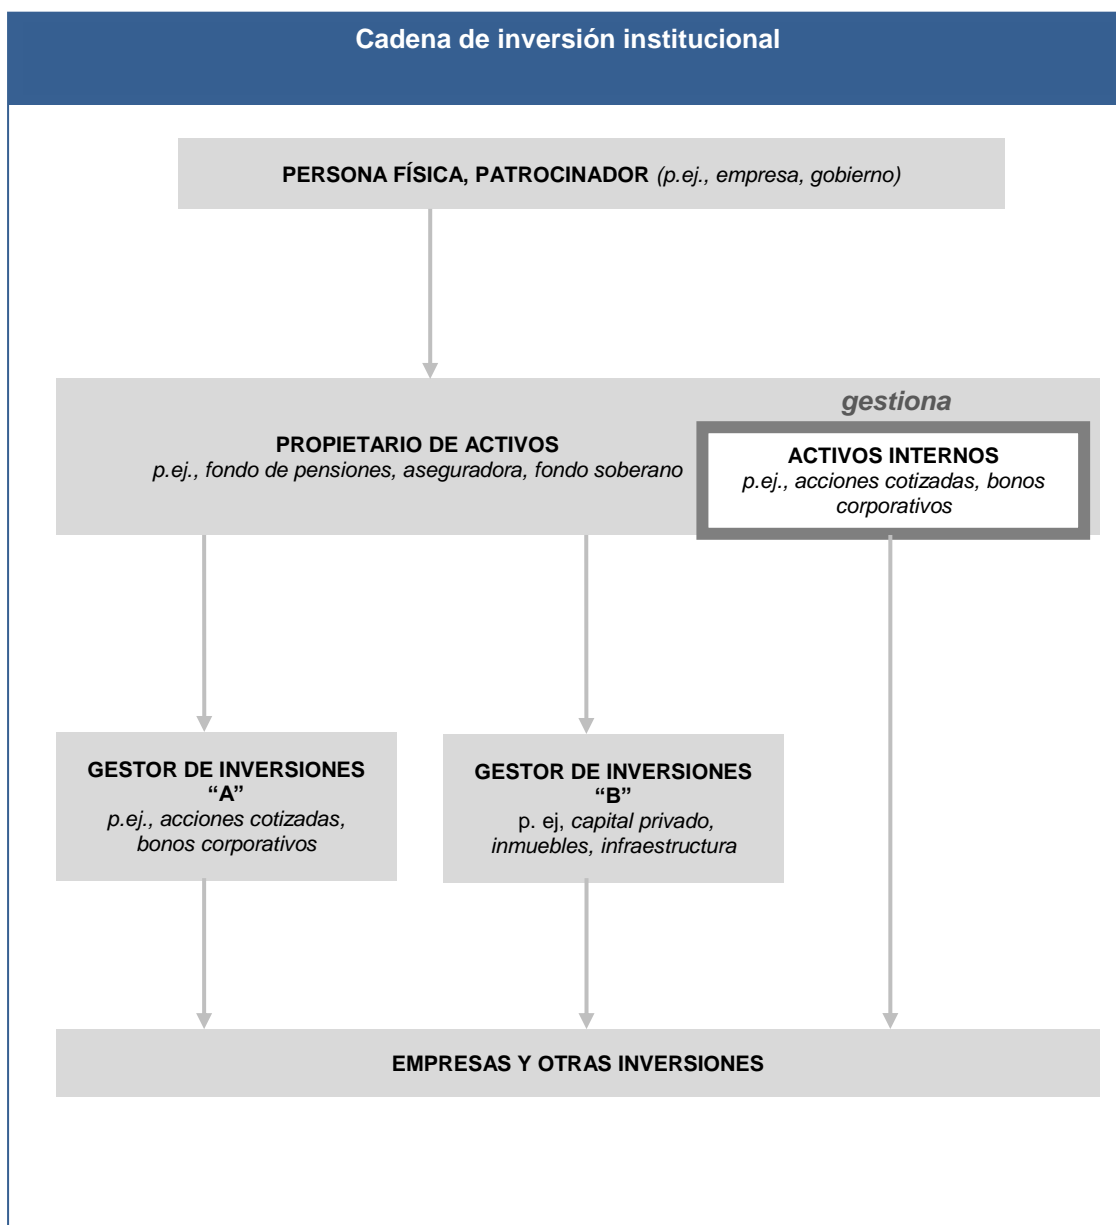 Cadena de inversión institucional
PERSONA FÍSICA, PATROCINADOR (p.ej., empresa, gobierno)
gestiona
PROPIETARIO DE ACTIVOS
p.ej., fondo de pensiones, aseguradora, fondo soberano
ACTIVOS INTERNOS
p.ej., acciones cotizadas, bonos
corporativos
GESTOR DE INVERSIONES
“A”
p.ej., acciones cotizadas,
bonos corporativos
GESTOR DE INVERSIONES
“B”
p. ej, capital privado,
inmuebles, infraestructura
EMPRESAS Y OTRAS INVERSIONES